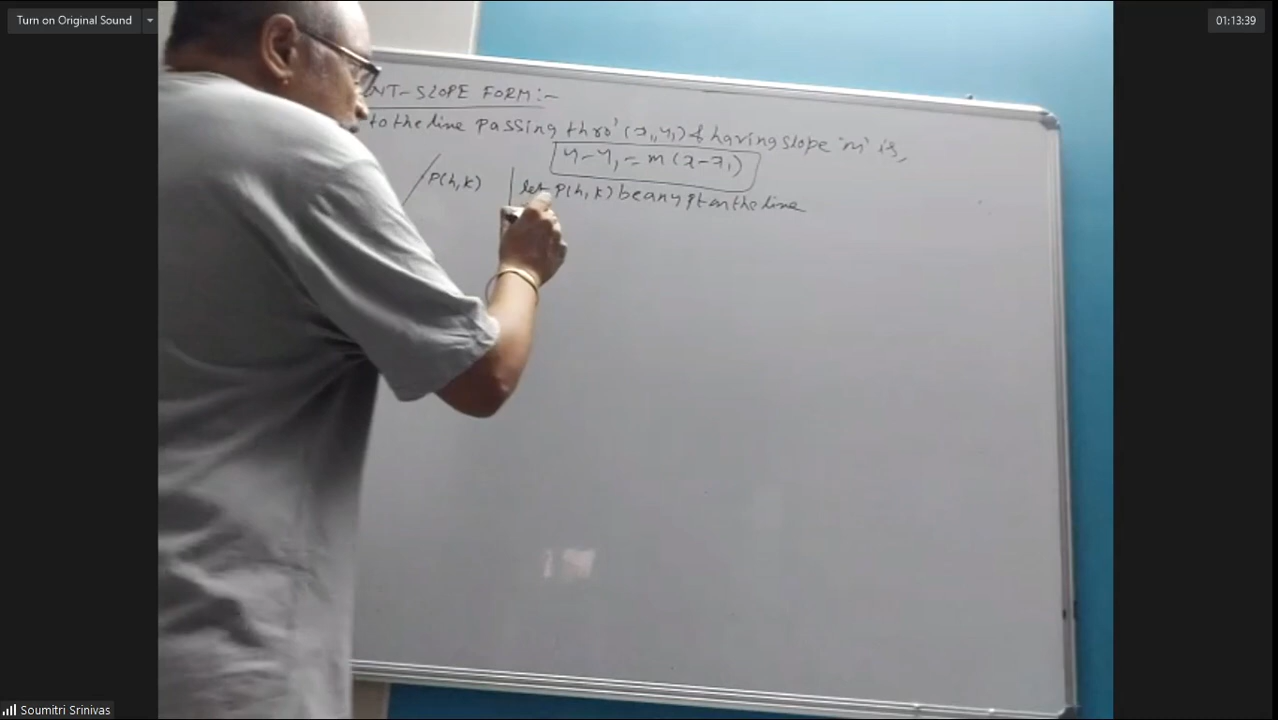 Turn on Original Sound
01:13:39
NT-SLOPE FORM:-
to the line passing thro' (x₁, y₁) & having slope 'm' is,
y - y₁ = m (x - x₁)
P(h, k)
let P(h, k) be any pt on the line
Soumitri Srinivas